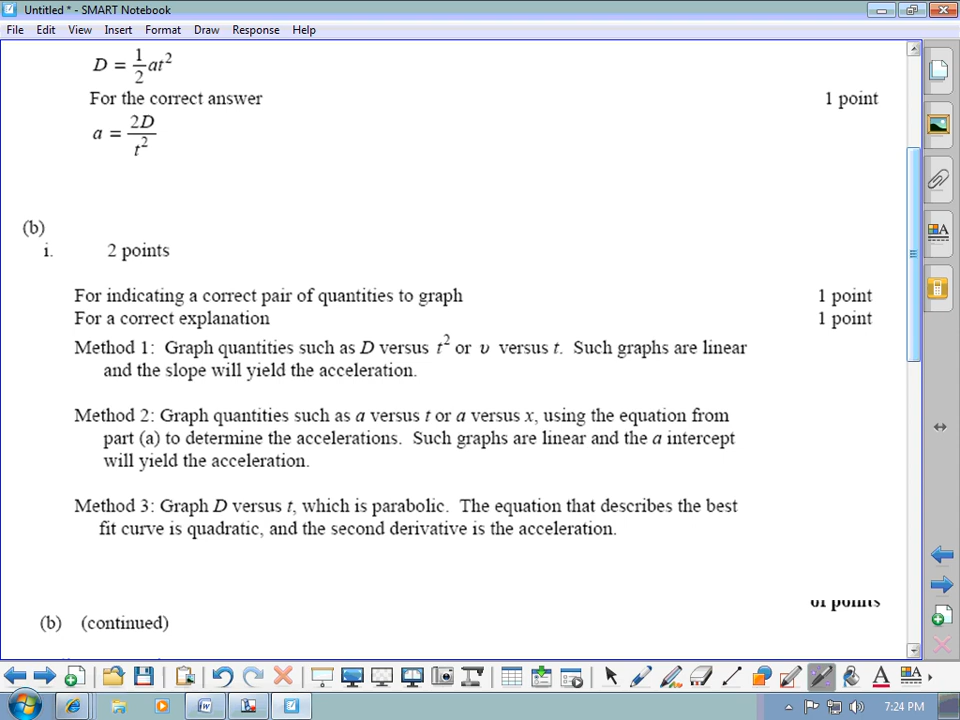 Untitled * - SMART Notebook
File Edit View Insert Format Draw Response Help
D = 1/2 at²
For the correct answer 1 point
a = 2D/t²
(b)
i. 2 points
For indicating a correct pair of quantities to graph 1 point
For a correct explanation 1 point
Method 1: Graph quantities such as D versus t² or υ versus t. Such graphs are linear
and the slope will yield the acceleration.
Method 2: Graph quantities such as a versus t or a versus x, using the equation from
part (a) to determine the accelerations. Such graphs are linear and the a intercept
will yield the acceleration.
Method 3: Graph D versus t, which is parabolic. The equation that describes the best
fit curve is quadratic, and the second derivative is the acceleration.
of points
(b) (continued)
7:24 PM